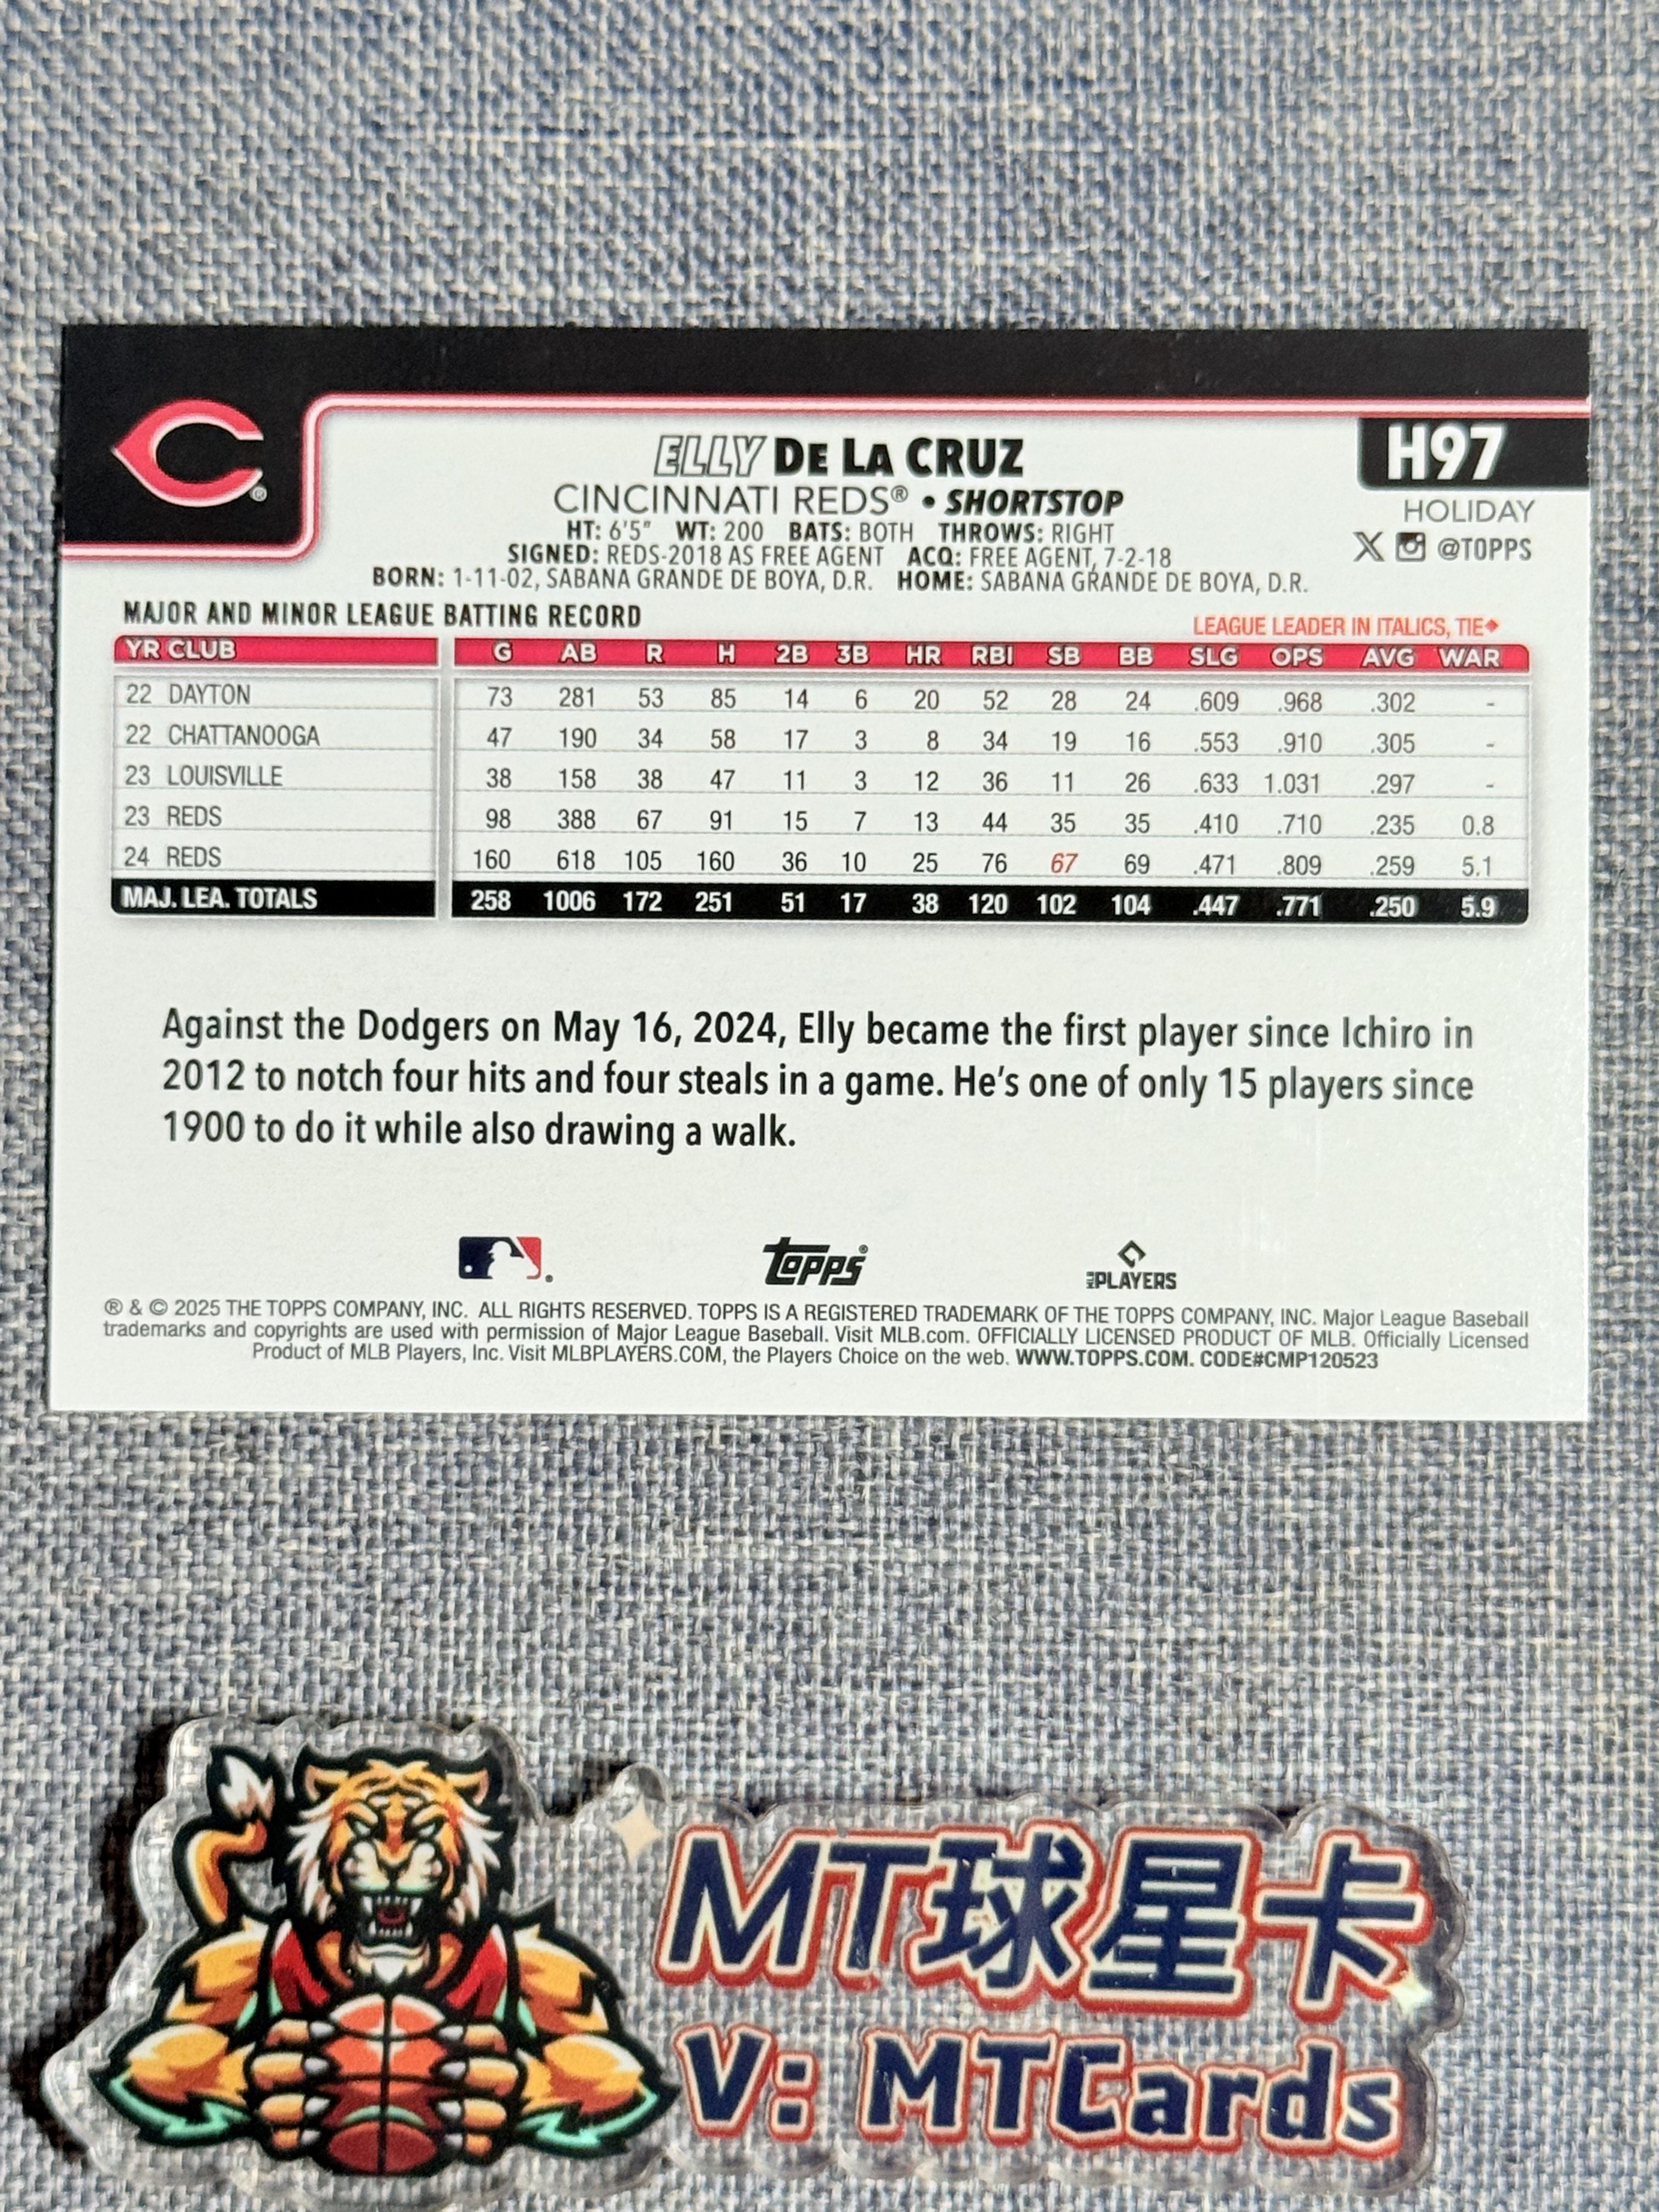 ELLY DE LA CRUZ
H97
CINCINNATI REDS® • SHORTSTOP
HOLIDAY
HT: 6'5" WT: 200 BATS: BOTH THROWS: RIGHT
@TOPPS
SIGNED: REDS-2018 AS FREE AGENT ACQ: FREE AGENT, 7-2-18
BORN: 1-11-02, SABANA GRANDE DE BOYA, D.R. HOME: SABANA GRANDE DE BOYA, D.R.
MAJOR AND MINOR LEAGUE BATTING RECORD
LEAGUE LEADER IN ITALICS, TIE◆
YR CLUB G AB R H 2B 3B HR RBI SB BB SLG OPS AVG WAR
22 DAYTON 73 281 53 85 14 6 20 52 28 24 .609 .968 .302 -
22 CHATTANOOGA 47 190 34 58 17 3 8 34 19 16 .553 .910 .305 -
23 LOUISVILLE 38 158 38 47 11 3 12 36 11 26 .633 1.031 .297 -
23 REDS 98 388 67 91 15 7 13 44 35 35 .410 .710 .235 0.8
24 REDS 160 618 105 160 36 10 25 76 67 69 .471 .809 .259 5.1
MAJ. LEA. TOTALS 258 1006 172 251 51 17 38 120 102 104 .447 .771 .250 5.9
Against the Dodgers on May 16, 2024, Elly became the first player since Ichiro in
2012 to notch four hits and four steals in a game. He's one of only 15 players since
1900 to do it while also drawing a walk.
topps® MLB PLAYERS
® & © 2025 THE TOPPS COMPANY, INC. ALL RIGHTS RESERVED. TOPPS IS A REGISTERED TRADEMARK OF THE TOPPS COMPANY, INC. Major League Baseball
trademarks and copyrights are used with permission of Major League Baseball. Visit MLB.com. OFFICIALLY LICENSED PRODUCT OF MLB. Officially Licensed
Product of MLB Players, Inc. Visit MLBPLAYERS.COM, the Players Choice on the web. WWW.TOPPS.COM. CODE#CMP120523
MT球星卡
V: MTCards